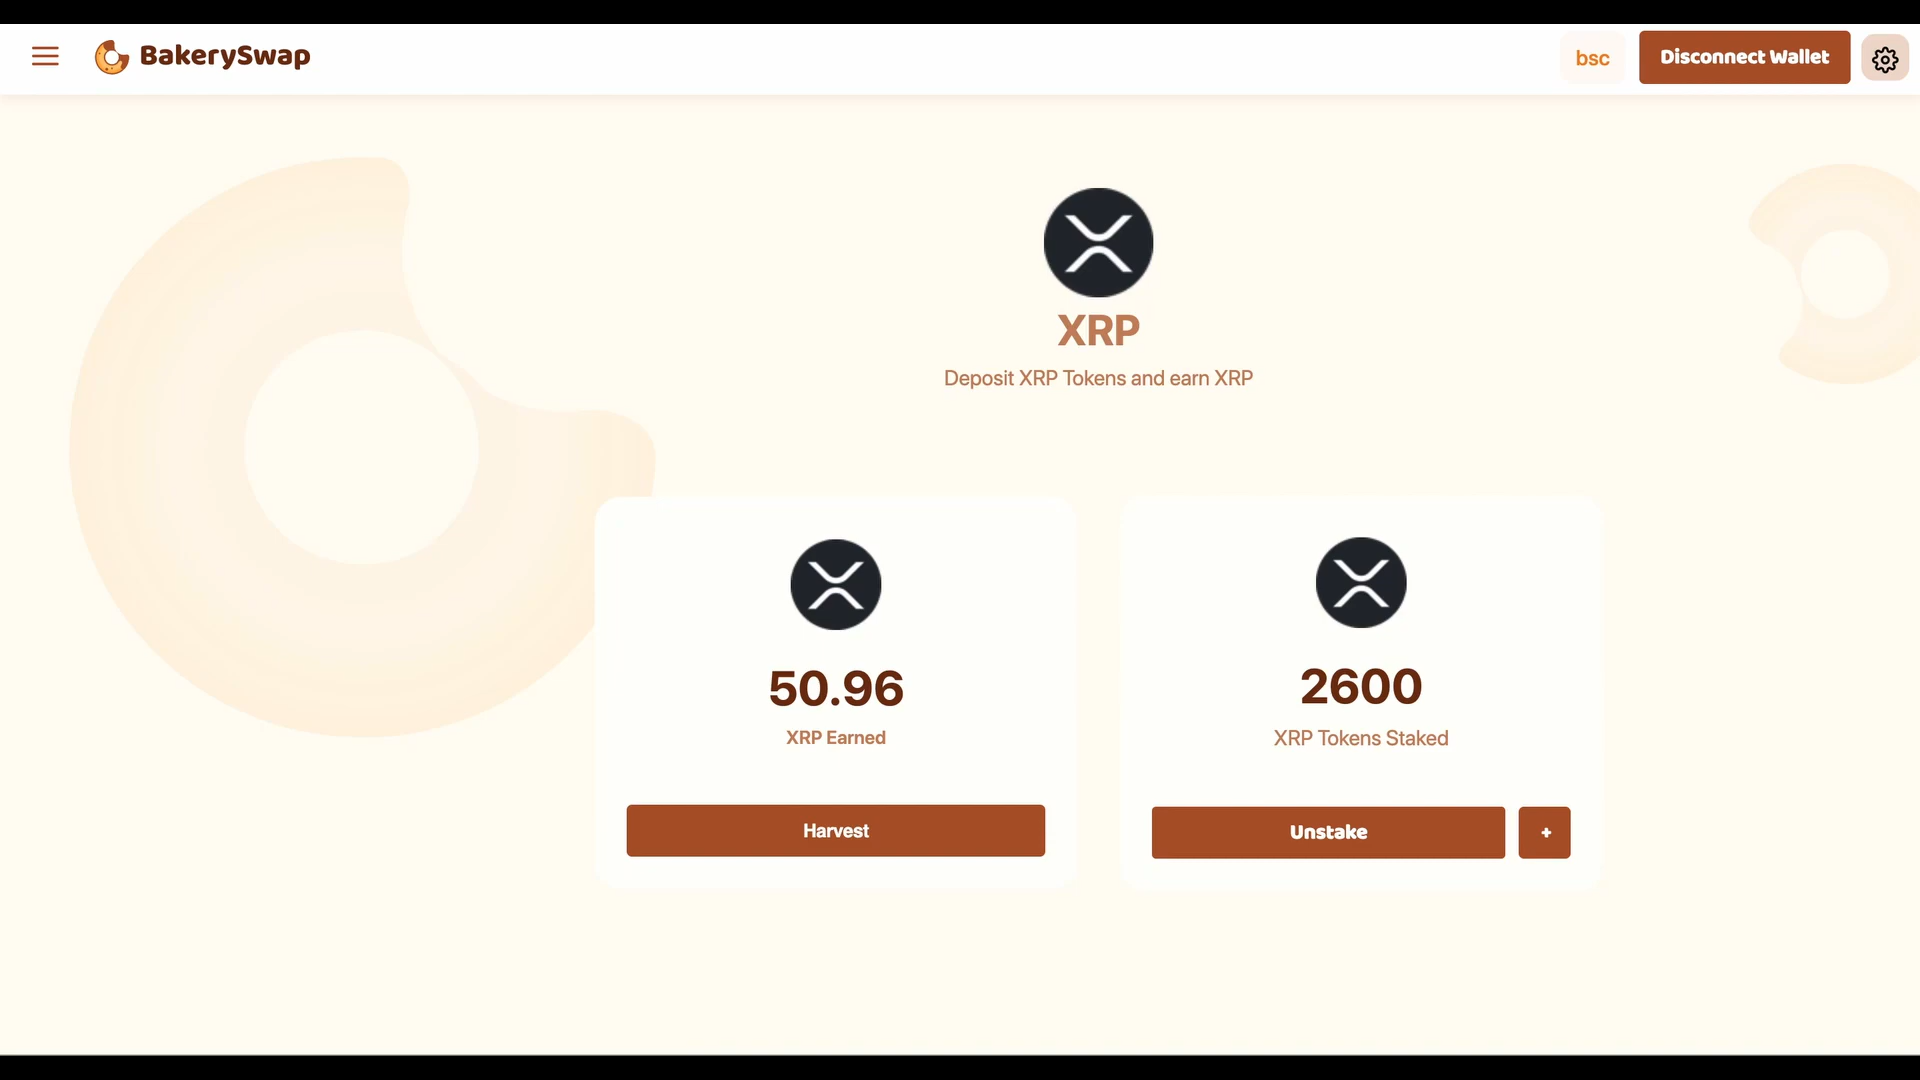 BakerySwap
bsc
Disconnect Wallet
XRP
Deposit XRP Tokens and earn XRP
50.96
XRP Earned
Harvest
2600
XRP Tokens Staked
Unstake
+